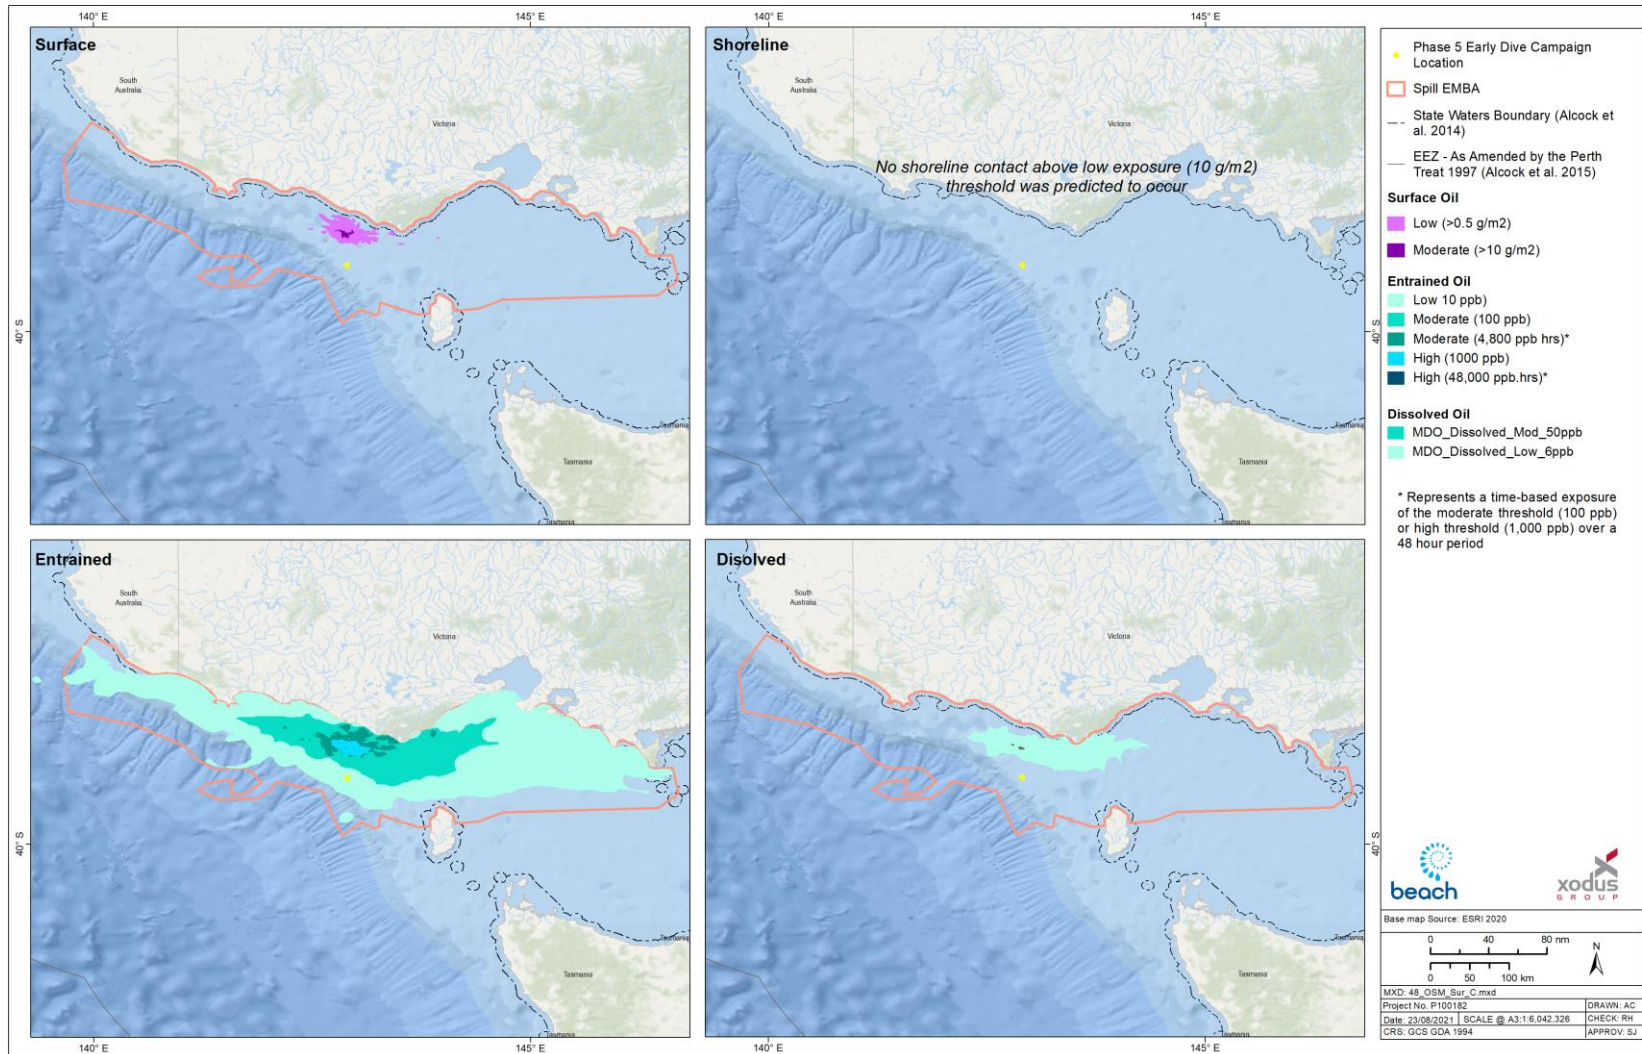 140° E
145° E
140° E
145° E
Surface
South
Australia
Victoria
40° S
Tasmania
Tasmania
Tasmania
Shoreline
South
Australia
Victoria
No shoreline contact above low exposure (10 g/m2)
threshold was predicted to occur
40° S
Tasmania
Tasmania
Tasmania
Entrained
South
Australia
Victoria
40° S
Tasmania
Tasmania
Tasmania
Disolved
South
Australia
Victoria
40° S
Tasmania
Tasmania
Tasmania
140° E
145° E
140° E
145° E
Phase 5 Early Dive Campaign
Location
Spill EMBA
State Waters Boundary (Alcock et
al. 2014)
EEZ - As Amended by the Perth
Treat 1997 (Alcock et al. 2015)
Surface Oil
Low (>0.5 g/m2)
Moderate (>10 g/m2)
Entrained Oil
Low 10 ppb)
Moderate (100 ppb)
Moderate (4,800 ppb hrs)*
High (1000 ppb)
High (48,000 ppb.hrs)*
Dissolved Oil
MDO_Dissolved_Mod_50ppb
MDO_Dissolved_Low_6ppb
* Represents a time-based exposure
of the moderate threshold (100 ppb)
or high threshold (1,000 ppb) over a
48 hour period
beach
xodus
GROUP
Base map Source: ESRI 2020
0 40 80 nm
N
0 50 100 km
MXD: 48_OSM_Sur_C.mxd
Project No. P100182 DRAWN: AC
Date: 23/08/2021 SCALE @ A3:1:6,042,326 CHECK: RH
CRS: GCS GDA 1994 APPROV: SJ